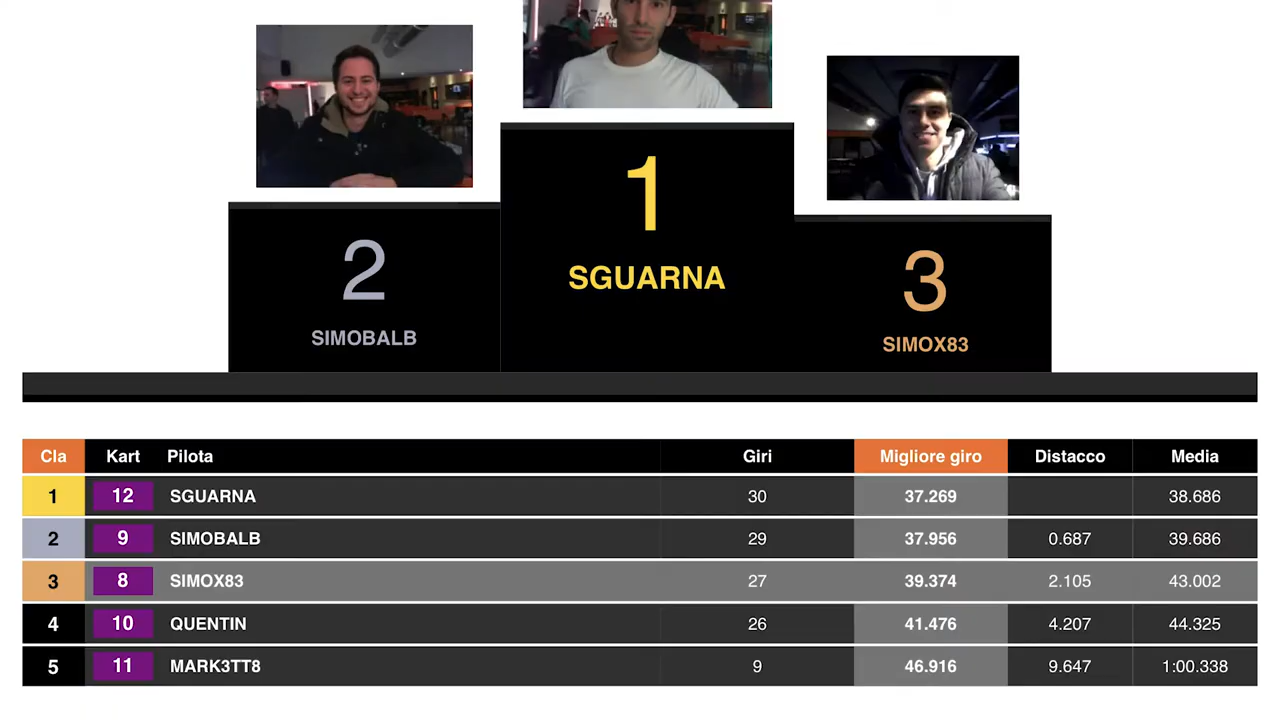 1
SGUARNA
2
SIMOBALB
3
SIMOX83
Cla Kart Pilota Giri Migliore giro Distacco Media
1 12 SGUARNA 30 37.269 38.686
2 9 SIMOBALB 29 37.956 0.687 39.686
3 8 SIMOX83 27 39.374 2.105 43.002
4 10 QUENTIN 26 41.476 4.207 44.325
5 11 MARK3TT8 9 46.916 9.647 1:00.338